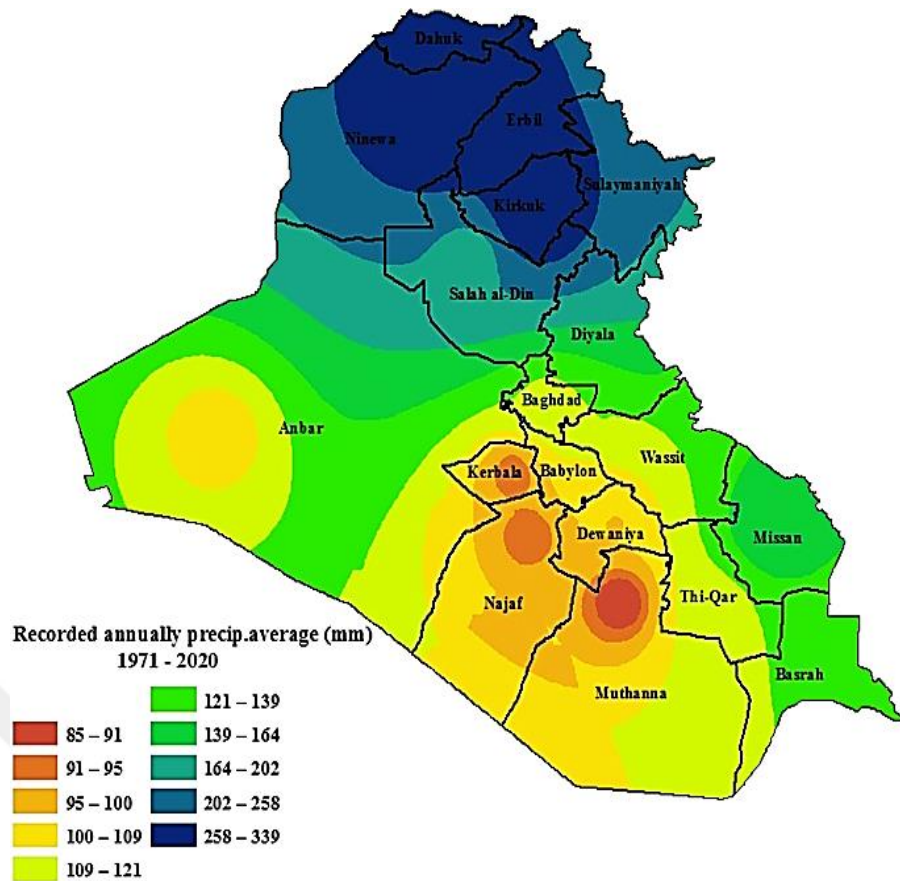 Dahuk
Ninewa
Erbil
Sulaymaniyah
Kirkuk
Salah al-Din
Diyala
Baghdad
Anbar
Wassit
Kerbala
Babylon
Dewaniya
Missan
Najaf
Thi-Qar
Muthanna
Basrah
Recorded annually precip.average (mm)
1971 - 2020
85 – 91
91 – 95
95 – 100
100 – 109
109 – 121
121 – 139
139 – 164
164 – 202
202 – 258
258 – 339